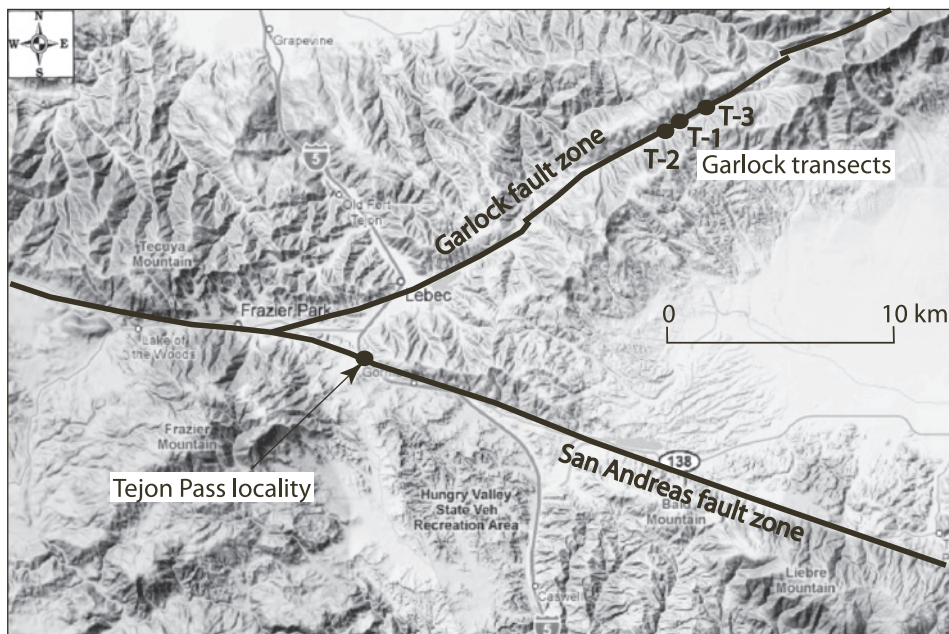 N
W E
S
Grapevine
5
Old Fort
Tejon
Garlock fault zone
T-3
T-1
T-2
Garlock transects
Tecuya
Mountain
Lebec
Frazier Park
Lake of
the Woods
0 10 km
Frazier
Mountain
Tejon Pass locality
Hungry Valley
State Veh
Recreation Area
138
San Andreas fault zone
Bald
Mountain
Liebre
Mountain
Caswell
5